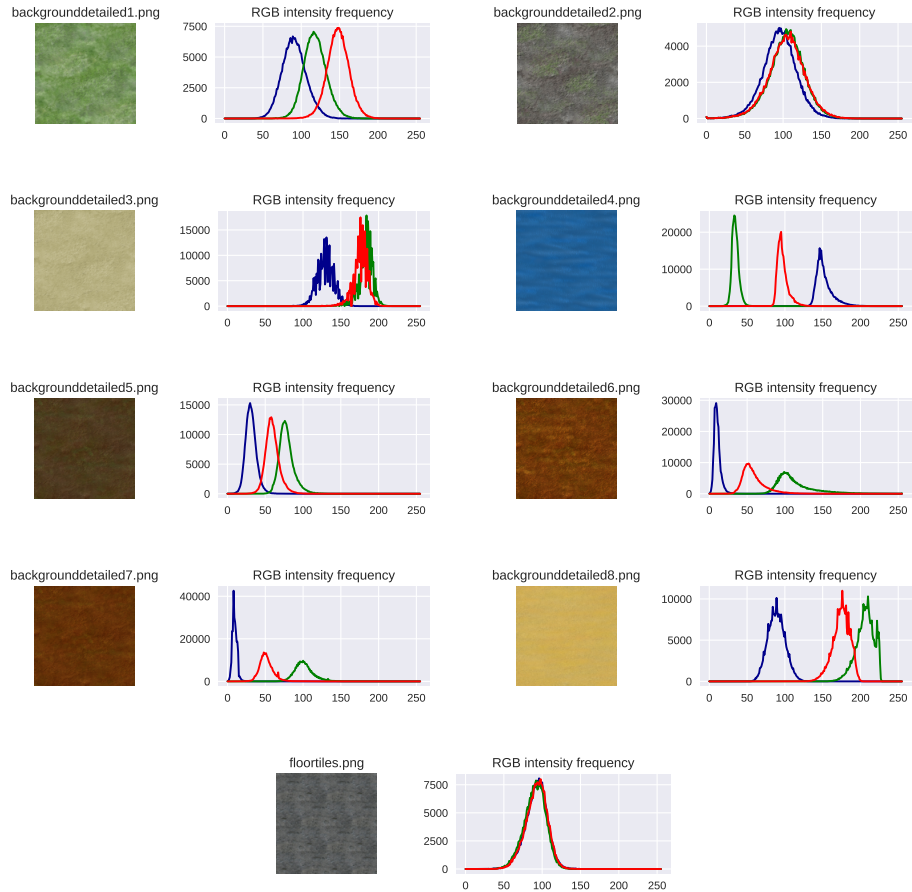 backgrounddetailed1.png RGB intensity frequency backgrounddetailed2.png RGB intensity frequency
7500
5000
2500
0
0 50 100 150 200 250
4000
2000
0
0 50 100 150 200 250
backgrounddetailed3.png RGB intensity frequency backgrounddetailed4.png RGB intensity frequency
15000
10000
5000
0
0 50 100 150 200 250
20000
10000
0
0 50 100 150 200 250
backgrounddetailed5.png RGB intensity frequency backgrounddetailed6.png RGB intensity frequency
15000
10000
5000
0
0 50 100 150 200 250
30000
20000
10000
0
0 50 100 150 200 250
backgrounddetailed7.png RGB intensity frequency backgrounddetailed8.png RGB intensity frequency
40000
20000
0
0 50 100 150 200 250
10000
5000
0
0 50 100 150 200 250
floortiles.png RGB intensity frequency
7500
5000
2500
0
0 50 100 150 200 250